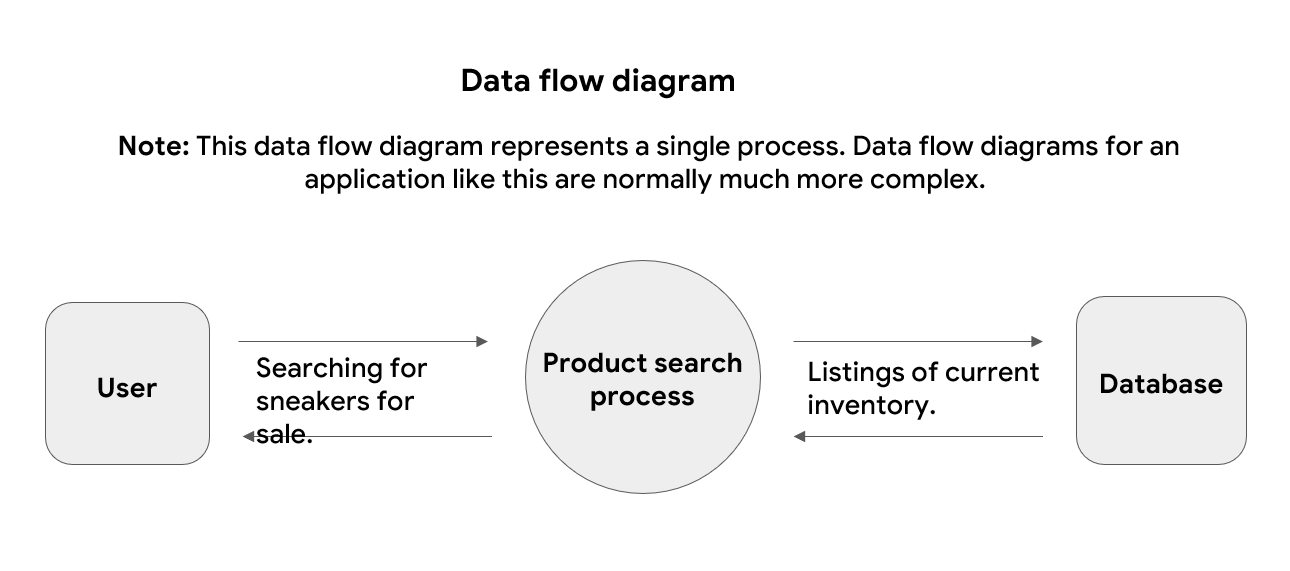 Data flow diagram
Note: This data flow diagram represents a single process. Data flow diagrams for an
application like this are normally much more complex.
User
Searching for
sneakers for
sale.
Product search
process
Listings of current
inventory.
Database